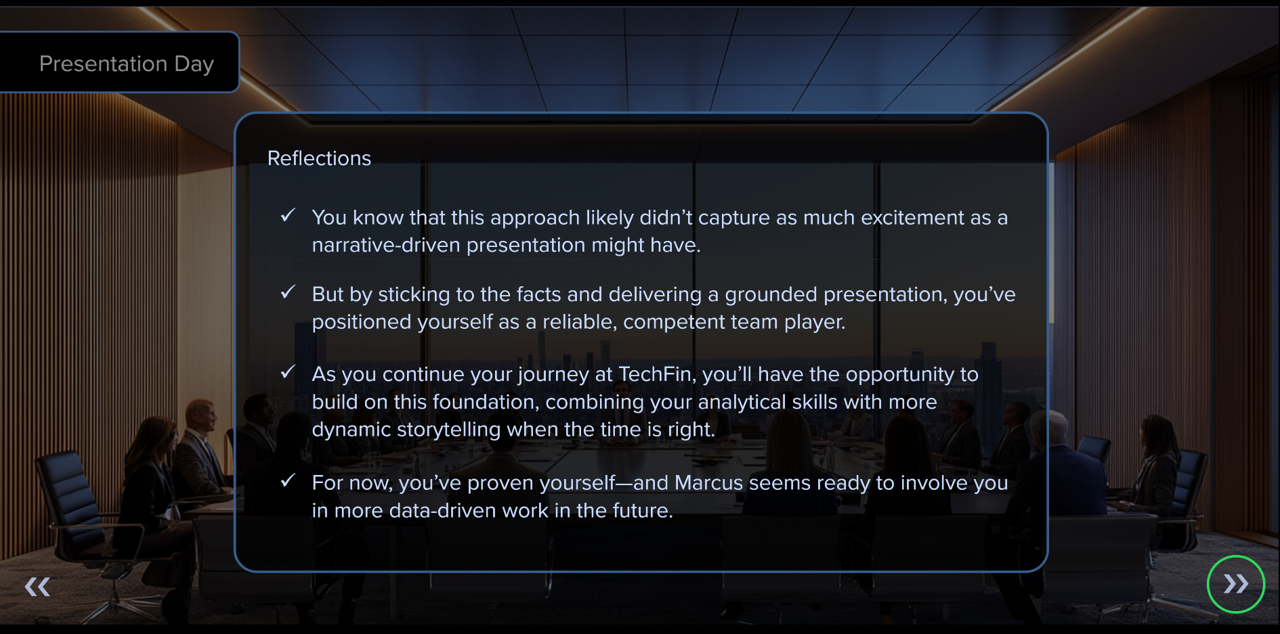 Presentation Day
Reflections
✓ You know that this approach likely didn’t capture as much excitement as a
narrative-driven presentation might have.
✓ But by sticking to the facts and delivering a grounded presentation, you’ve
positioned yourself as a reliable, competent team player.
✓ As you continue your journey at TechFin, you’ll have the opportunity to
build on this foundation, combining your analytical skills with more
dynamic storytelling when the time is right.
✓ For now, you’ve proven yourself—and Marcus seems ready to involve you
in more data-driven work in the future.